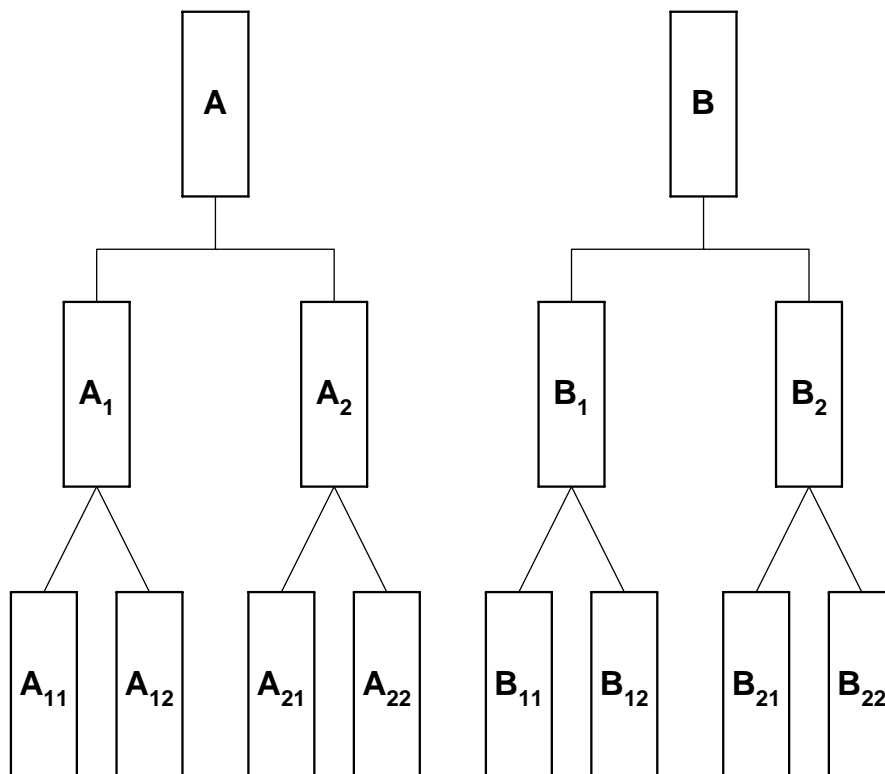 A B
A₁ A₂ B₁ B₂
A₁₁ A₁₂ A₂₁ A₂₂ B₁₁ B₁₂ B₂₁ B₂₂